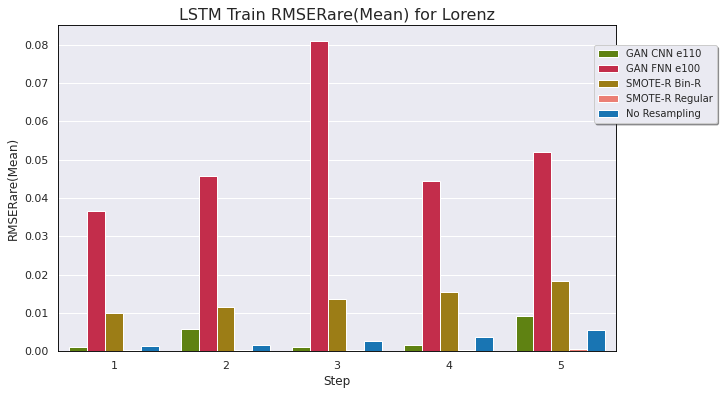 LSTM Train RMSERare(Mean) for Lorenz
0.08
0.07
0.06
0.05
0.04
0.03
0.02
0.01
0.00
RMSERare(Mean)
1 2 3 4 5
Step
GAN CNN e110
GAN FNN e100
SMOTE-R Bin-R
SMOTE-R Regular
No Resampling